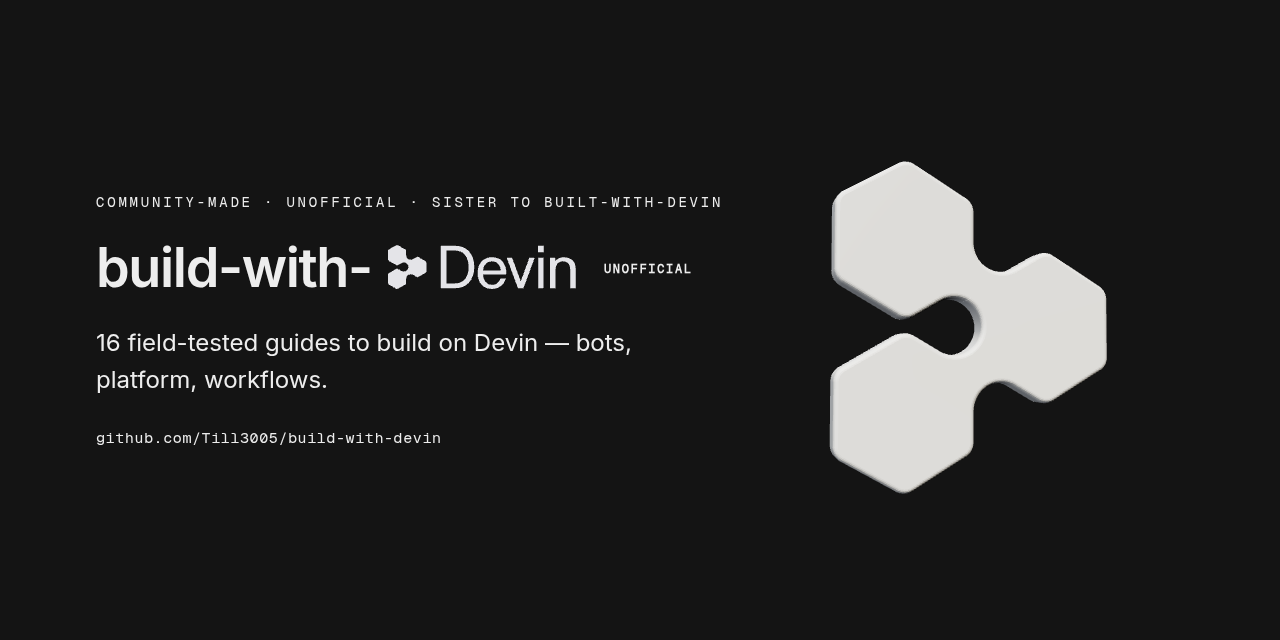 COMMUNITY-MADE · UNOFFICIAL · SISTER TO BUILT-WITH-DEVIN
build-with- Devin UNOFFICIAL
16 field-tested guides to build on Devin — bots,
platform, workflows.
github.com/Till3005/build-with-devin